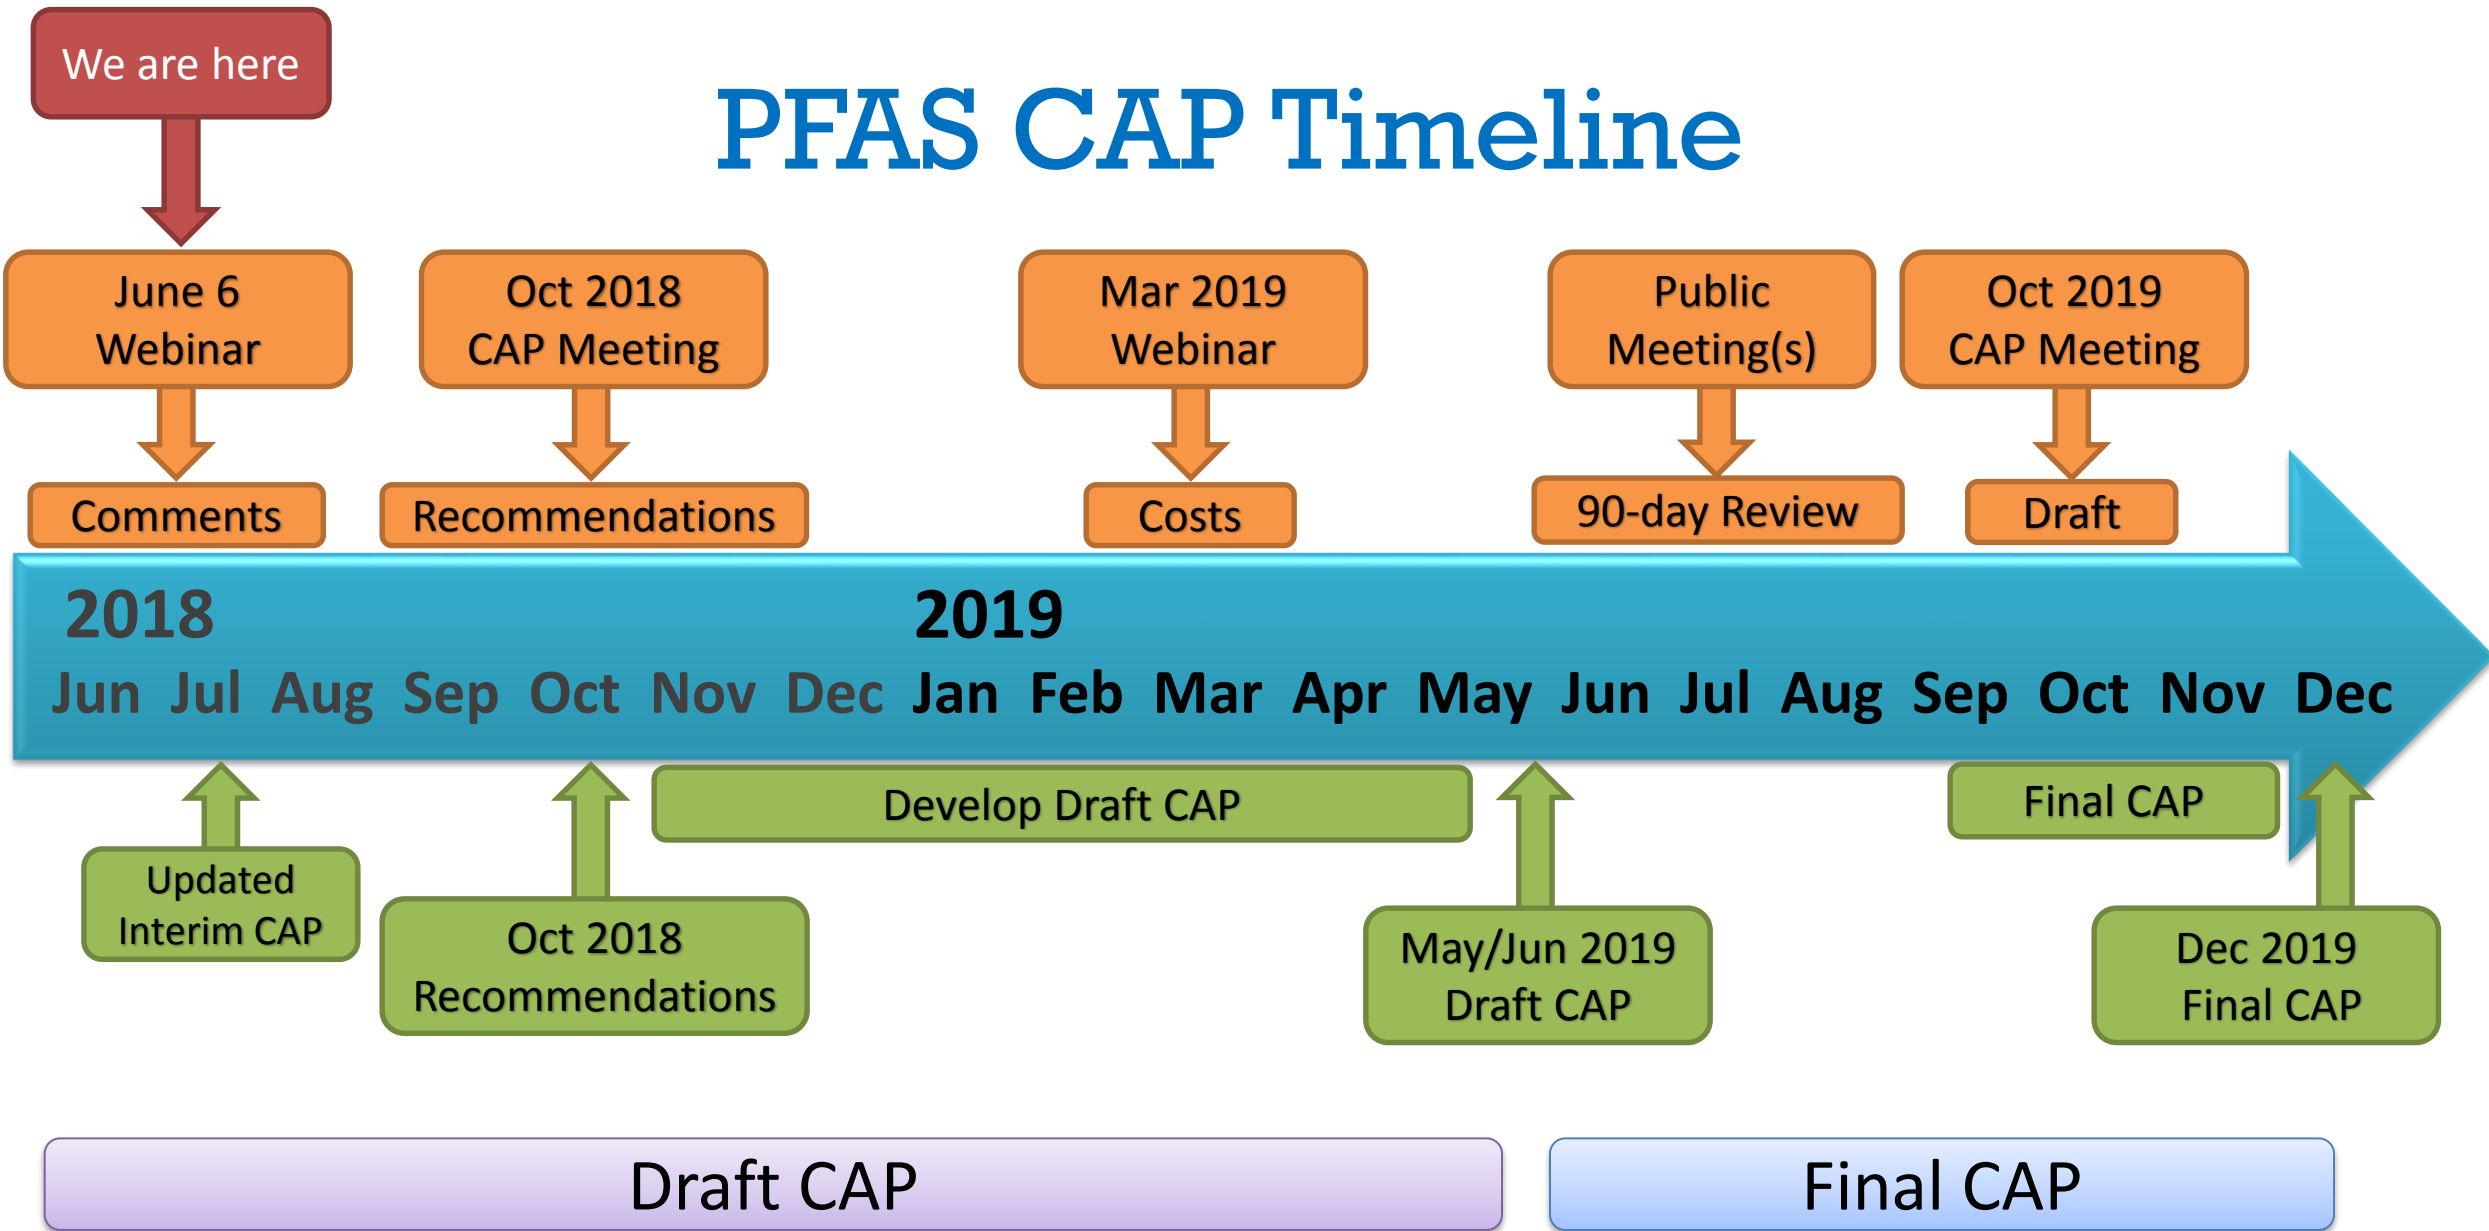 We are here
PFAS CAP Timeline
June 6
Webinar
Oct 2018
CAP Meeting
Mar 2019
Webinar
Public
Meeting(s)
Oct 2019
CAP Meeting
Comments
Recommendations
Costs
90-day Review
Draft
2018 2019
Jun Jul Aug Sep Oct Nov Dec Jan Feb Mar Apr May Jun Jul Aug Sep Oct Nov Dec
Develop Draft CAP
Final CAP
Updated
Interim CAP
Oct 2018
Recommendations
May/Jun 2019
Draft CAP
Dec 2019
Final CAP
Draft CAP
Final CAP